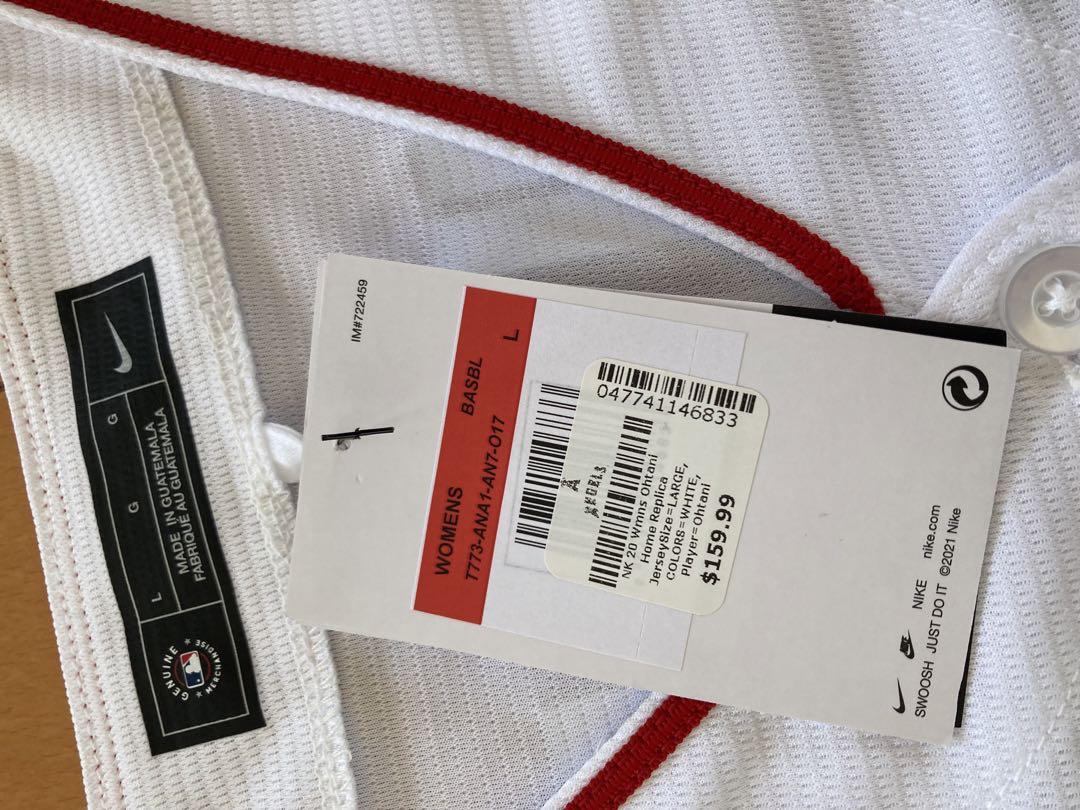 IM#722459
WOMENS BASBL
T773-ANA1-AN7-O17 L
047741146833
NK 20 Wmns Ohtani
Home Replica
JerseySize=LARGE,
COLORS=WHITE,
Player=Ohtani
$159.99
NIKE nike.com
SWOOSH JUST DO IT ©2021 Nike
L G G
MADE IN GUATEMALA
FABRIQUÉ AU GUATEMALA
GENUINE
MERCHANDISE